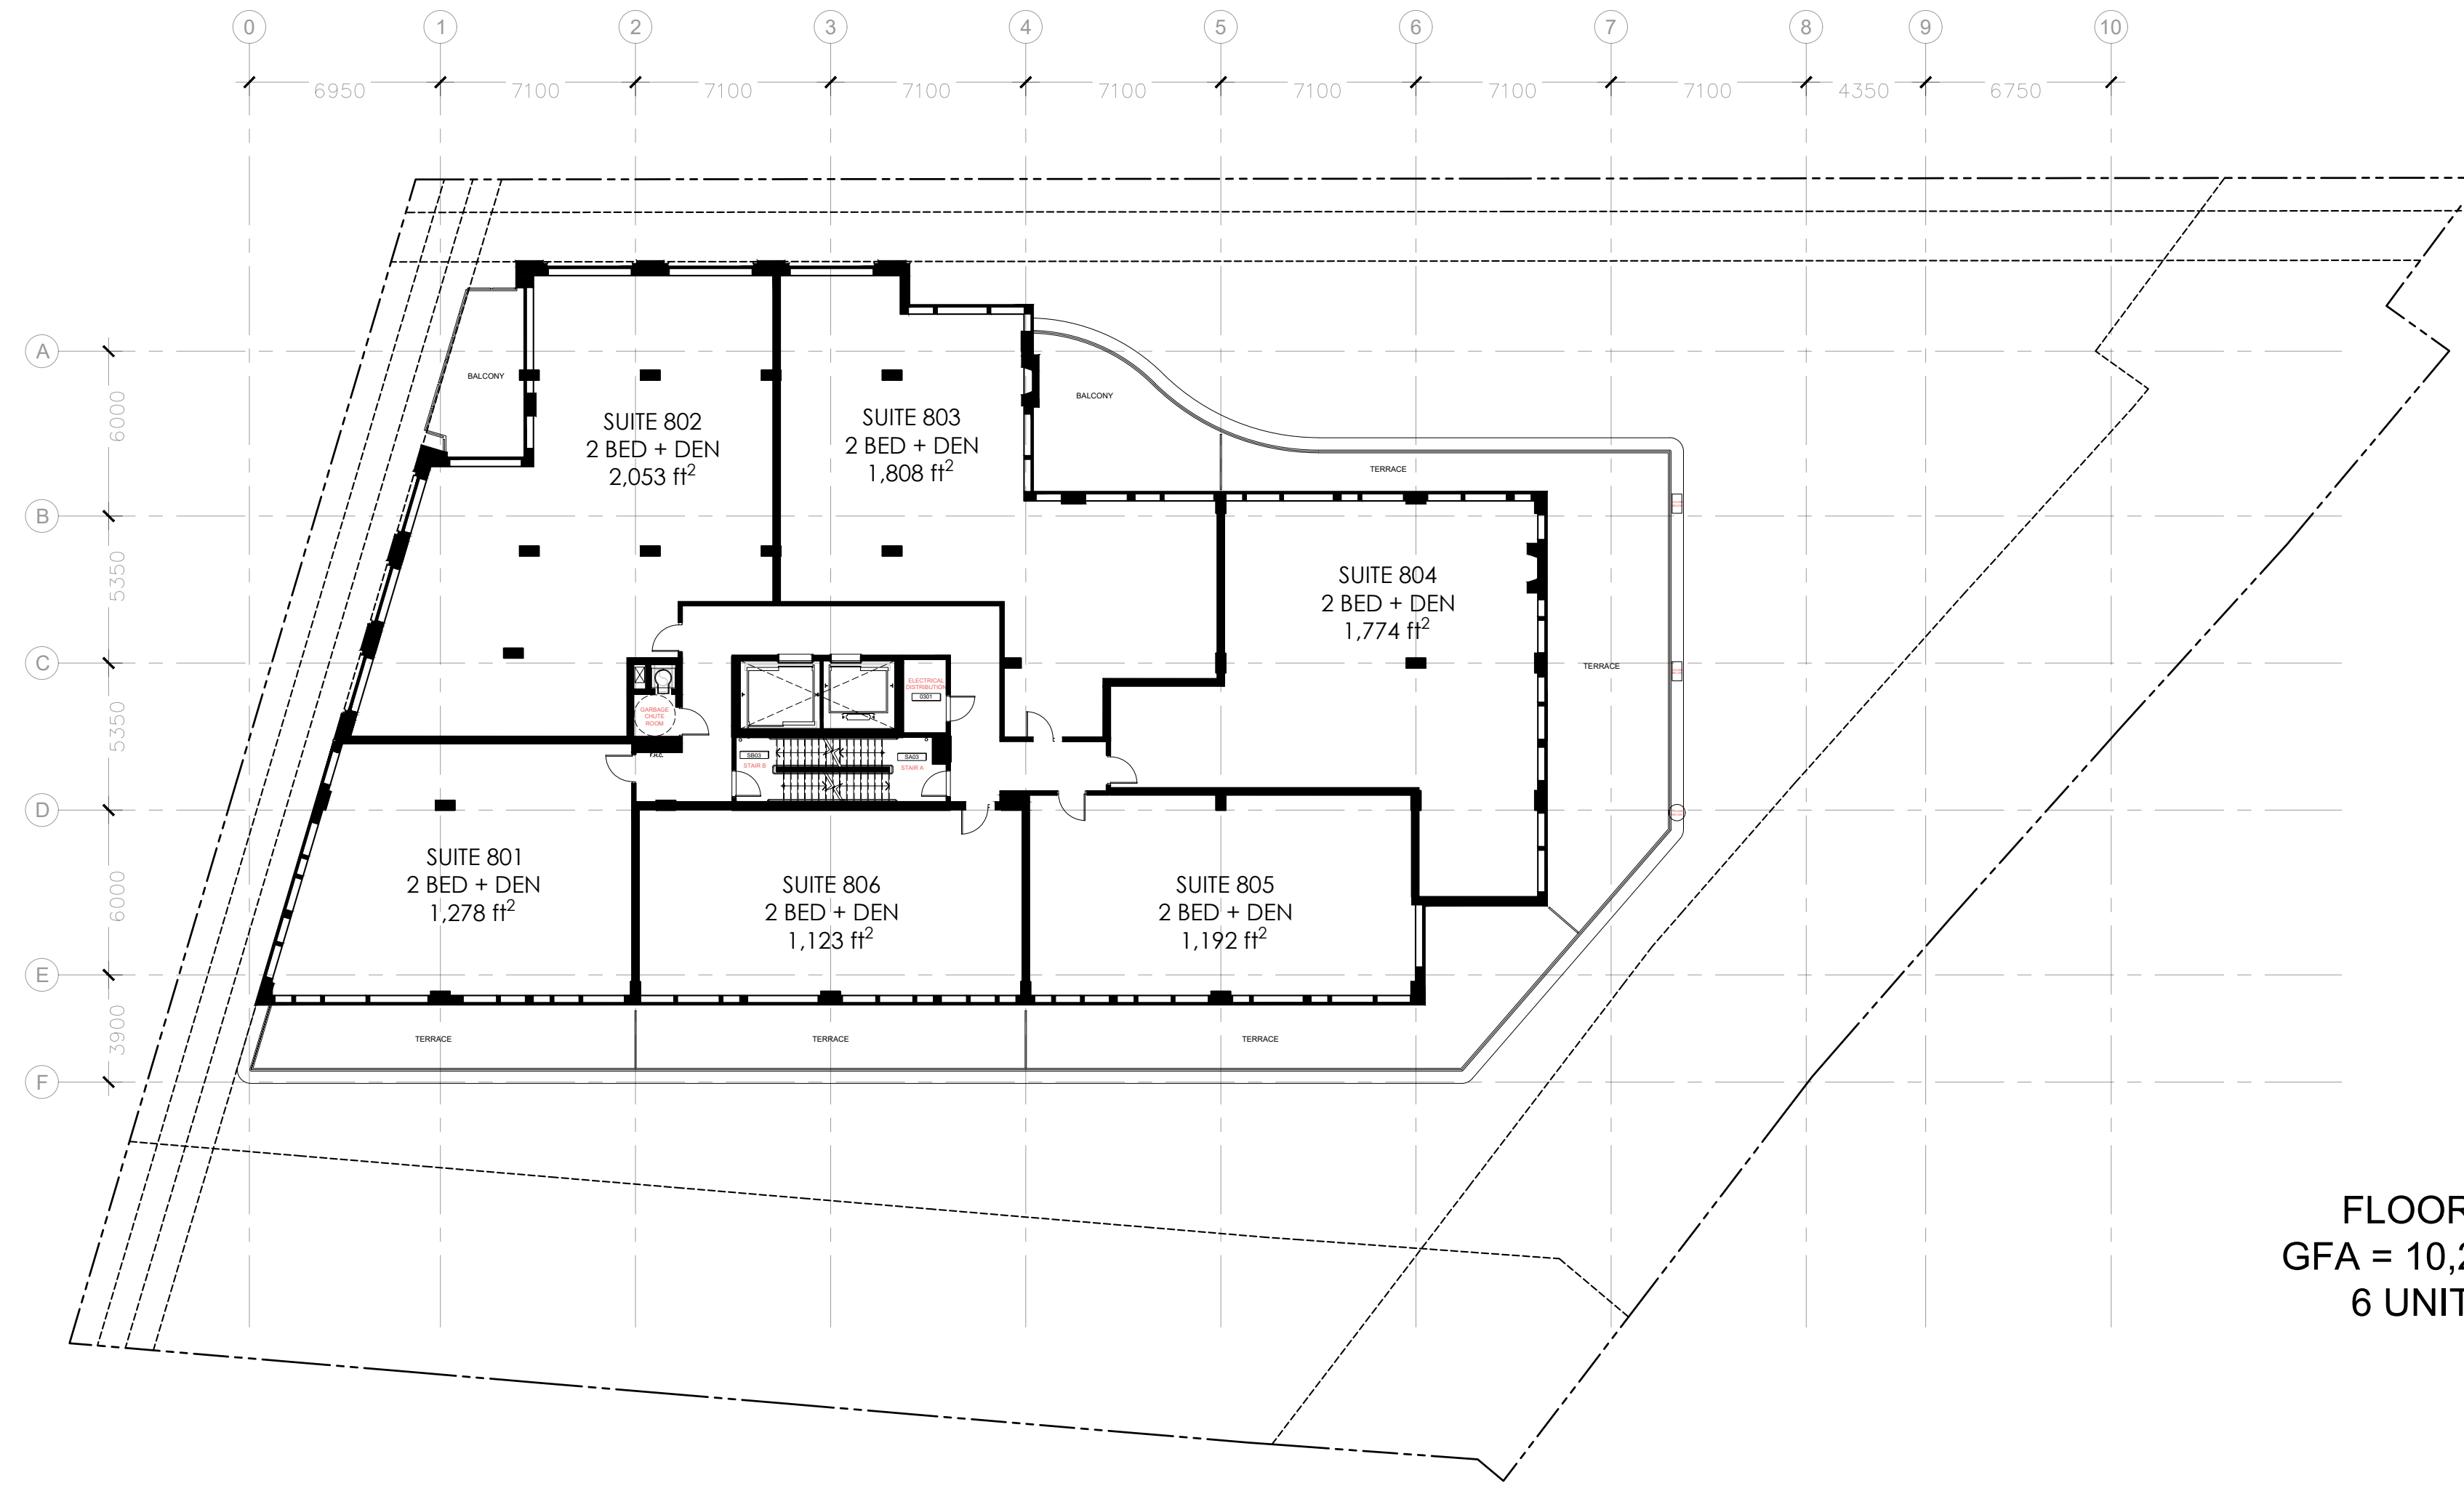 0 1 2 3 4 5 6 7 8 9 10
6950 7100 7100 7100 7100 7100 7100 7100 4350 6750
A
6000
B
5350
C
5350
D
6000
E
3900
F
BALCONY
SUITE 802
2 BED + DEN
2,053 ft²
SUITE 803
2 BED + DEN
1,808 ft²
BALCONY
TERRACE
SUITE 804
2 BED + DEN
1,774 ft²
TERRACE
ELECTRICAL
DISTRIBUTION
0301
GARBAGE
CHUTE
ROOM
F.H.C.
SB03
STAIR B
SA03
STAIR A
SUITE 801
2 BED + DEN
1,278 ft²
SUITE 806
2 BED + DEN
1,123 ft²
SUITE 805
2 BED + DEN
1,192 ft²
TERRACE
TERRACE
TERRACE
FLOOR
GFA = 10,2
6 UNIT